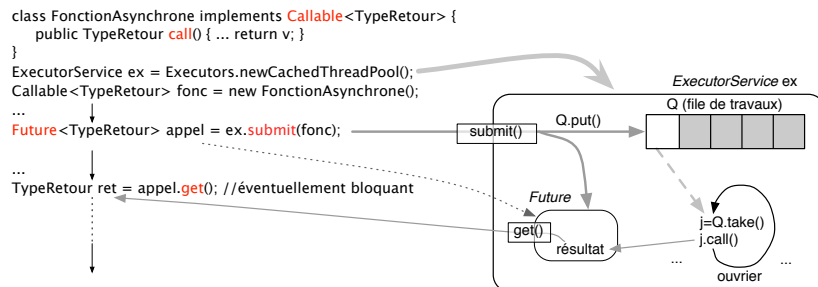 class FonctionAsynchrone implements Callable<TypeRetour> {
public TypeRetour call() { ... return v; }
}
ExecutorService ex = Executors.newCachedThreadPool();
Callable<TypeRetour> fonc = new FonctionAsynchrone();
...
Future<TypeRetour> appel = ex.submit(fonc);
...
TypeRetour ret = appel.get(); //éventuellement bloquant
ExecutorService ex
Q (file de travaux)
submit()
Q.put()
Future
get()
résultat
j=Q.take()
j.call()
...
...
ouvrier